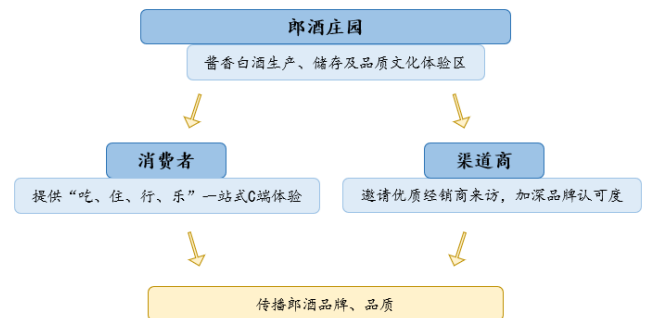 郎酒庄园
酱香白酒生产、储存及品质文化体验区
消费者
提供“吃、住、行、乐”一站式C端体验
渠道商
邀请优质经销商来访，加深品牌认可度
传播郎酒品牌、品质